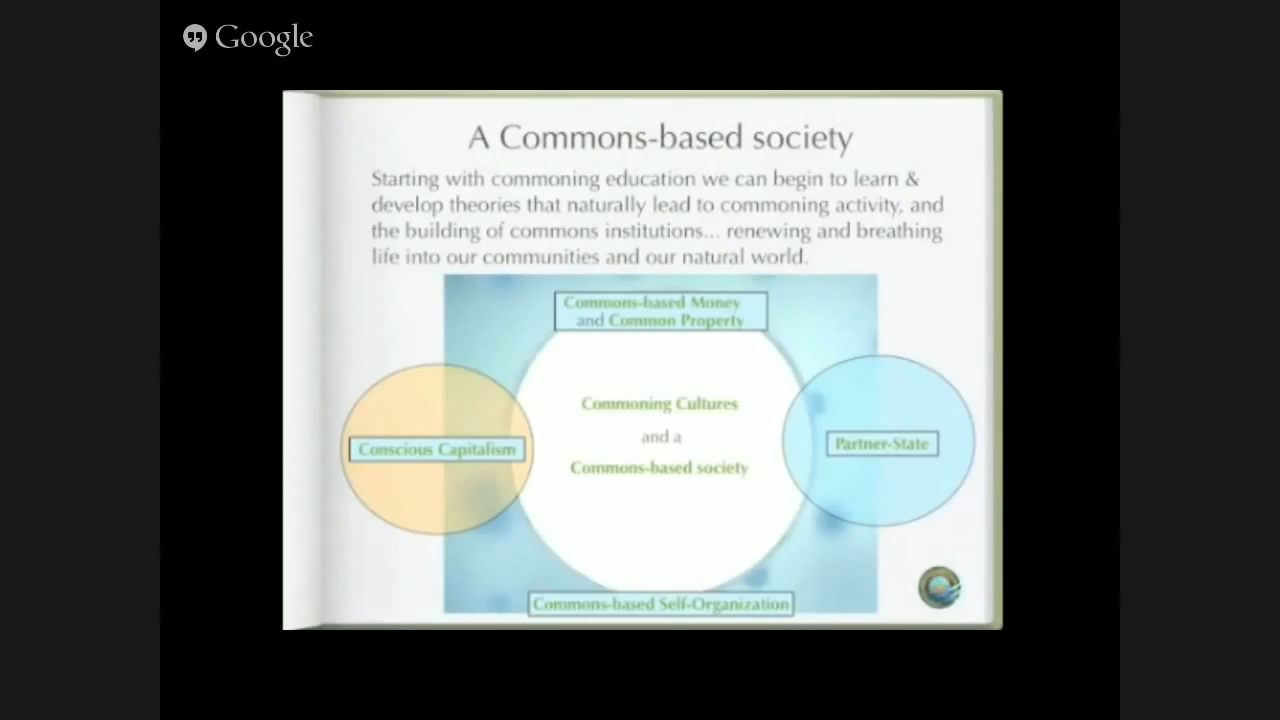 Google
A Commons-based society
Starting with commoning education we can begin to learn &
develop theories that naturally lead to commoning activity, and
the building of commons institutions... renewing and breathing
life into our communities and our natural world.
Commons-based Money
and Common Property
Commoning Cultures
and a
Commons-based society
Conscious Capitalism
Partner-State
Commons-based Self-Organization